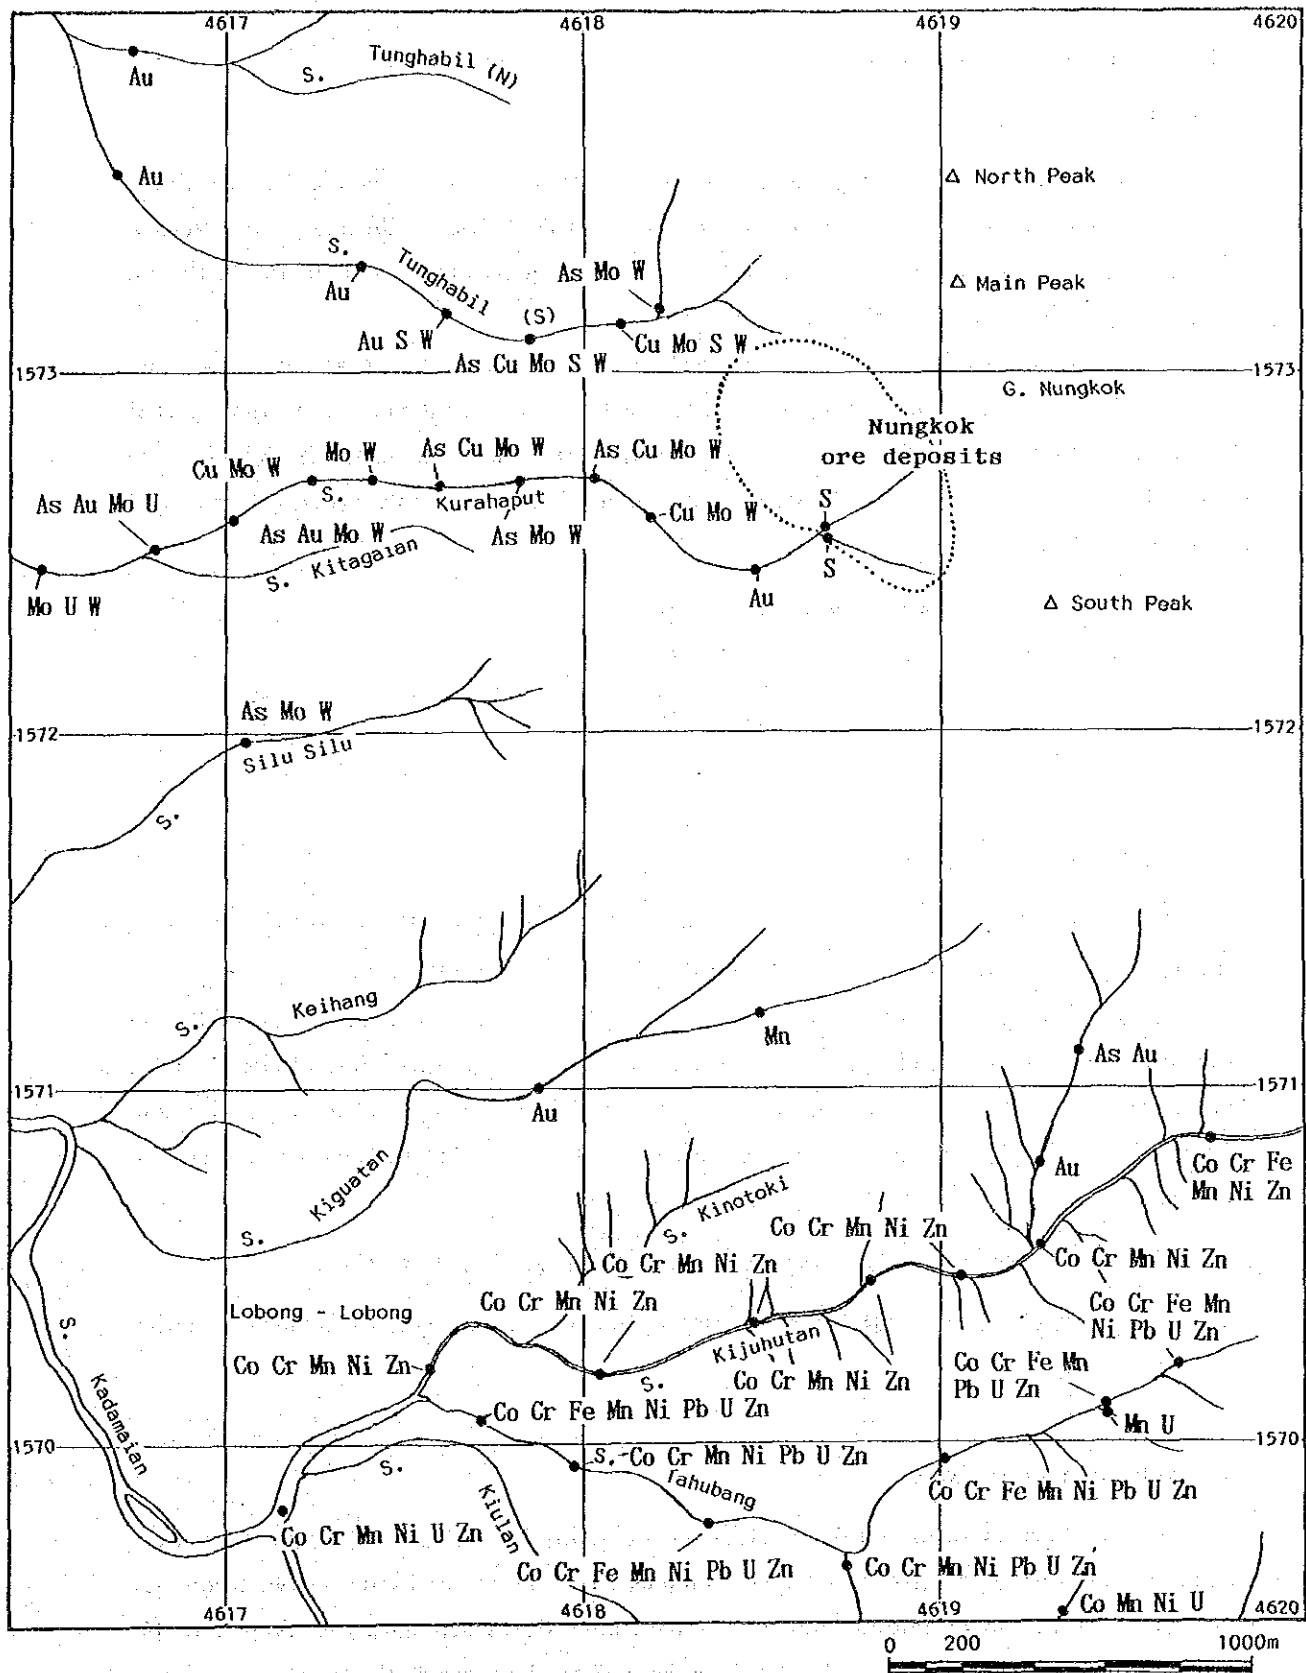 4617 4618 4619 4620
Tunghabil (N)
S.
Au
Au
North Peak
S.
Tunghabil
(S)
As Mo W
Main Peak
Au
Au S W
Cu Mo S W
As Cu Mo S W
1573
1573
G. Nungkok
Nungkok
ore deposits
Cu Mo W
Mo W
As Cu Mo W
As Cu Mo W
S.
Kurahaput
S
As Au Mo U
Cu Mo W
As Au Mo W
As Mo W
S
S. Kitagaian
Au
Mo U W
South Peak
As Mo W
1572
1572
Silu Silu
S.
Keihang
S.
Mn
As Au
1571
1571
Au
Au
Co Cr Fe
Mn Ni Zn
Kiguatan
S.
S. Kinotoki
Co Cr Mn Ni Zn
Co Cr Mn Ni Zn
Co Cr Mn Ni Zn
Co Cr Mn Ni Zn
Lobong - Lobong
Co Cr Fe Mn
Ni Pb U Zn
S.
Kadamaian
Kijuhutan
S.
Co Cr Mn Ni Zn
Co Cr Mn Ni Zn
Co Cr Fe Mn
Pb U Zn
Co Cr Fe Mn Ni Pb U Zn
Mn U
1570
1570
S.
Kiulan
S.-Co Cr Mn Ni Pb U Zn
Tahubang
Co Cr Fe Mn Ni Pb U Zn
Co Cr Mn Ni U Zn
Co Cr Fe Mn Ni Pb U Zn
Co Cr Mn Ni Pb U Zn
Co Mn Ni U
4617 4618 4619 4620
0 200 1000m